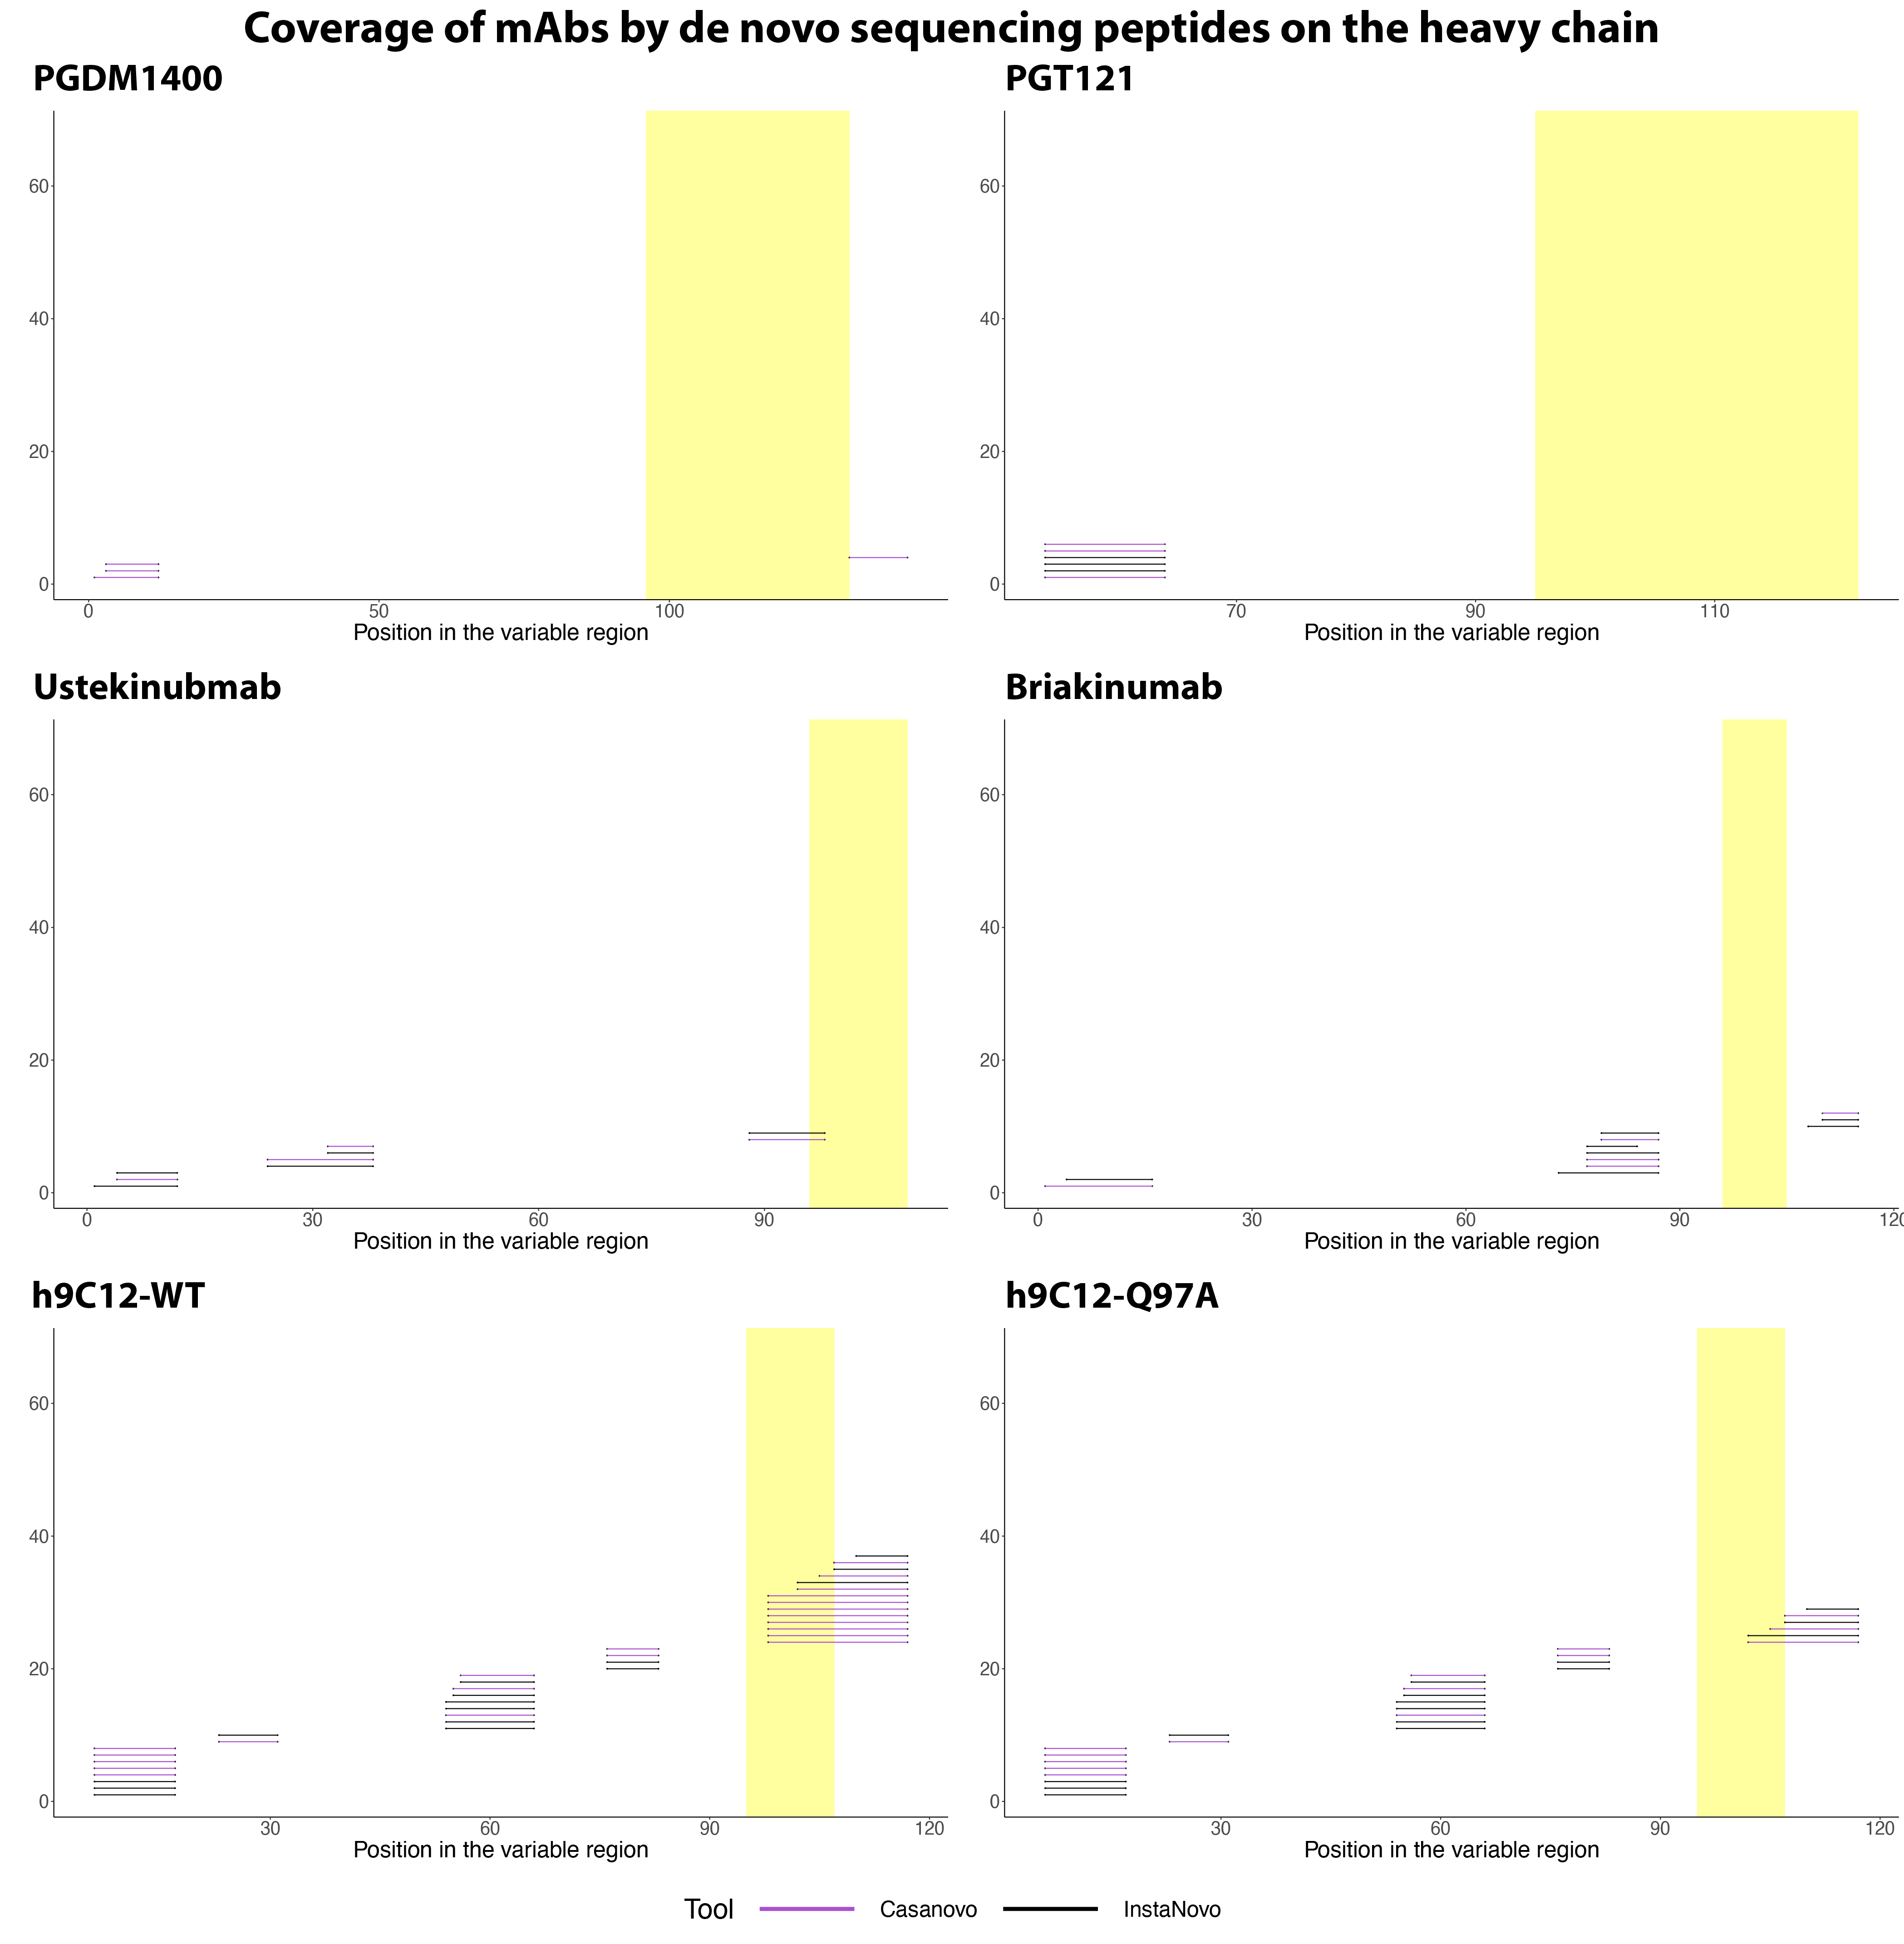 Coverage of mAbs by de novo sequencing peptides on the heavy chain
PGDM1400
PGT121
60
40
20
0
0 50 100
Position in the variable region
60
40
20
0
70 90 110
Position in the variable region
Ustekinubmab
Briakinumab
60
40
20
0
0 30 60 90
Position in the variable region
60
40
20
0
0 30 60 90 120
Position in the variable region
h9C12-WT
h9C12-Q97A
60
40
20
0
30 60 90 120
Position in the variable region
60
40
20
0
30 60 90 120
Position in the variable region
Tool Casanovo InstaNovo